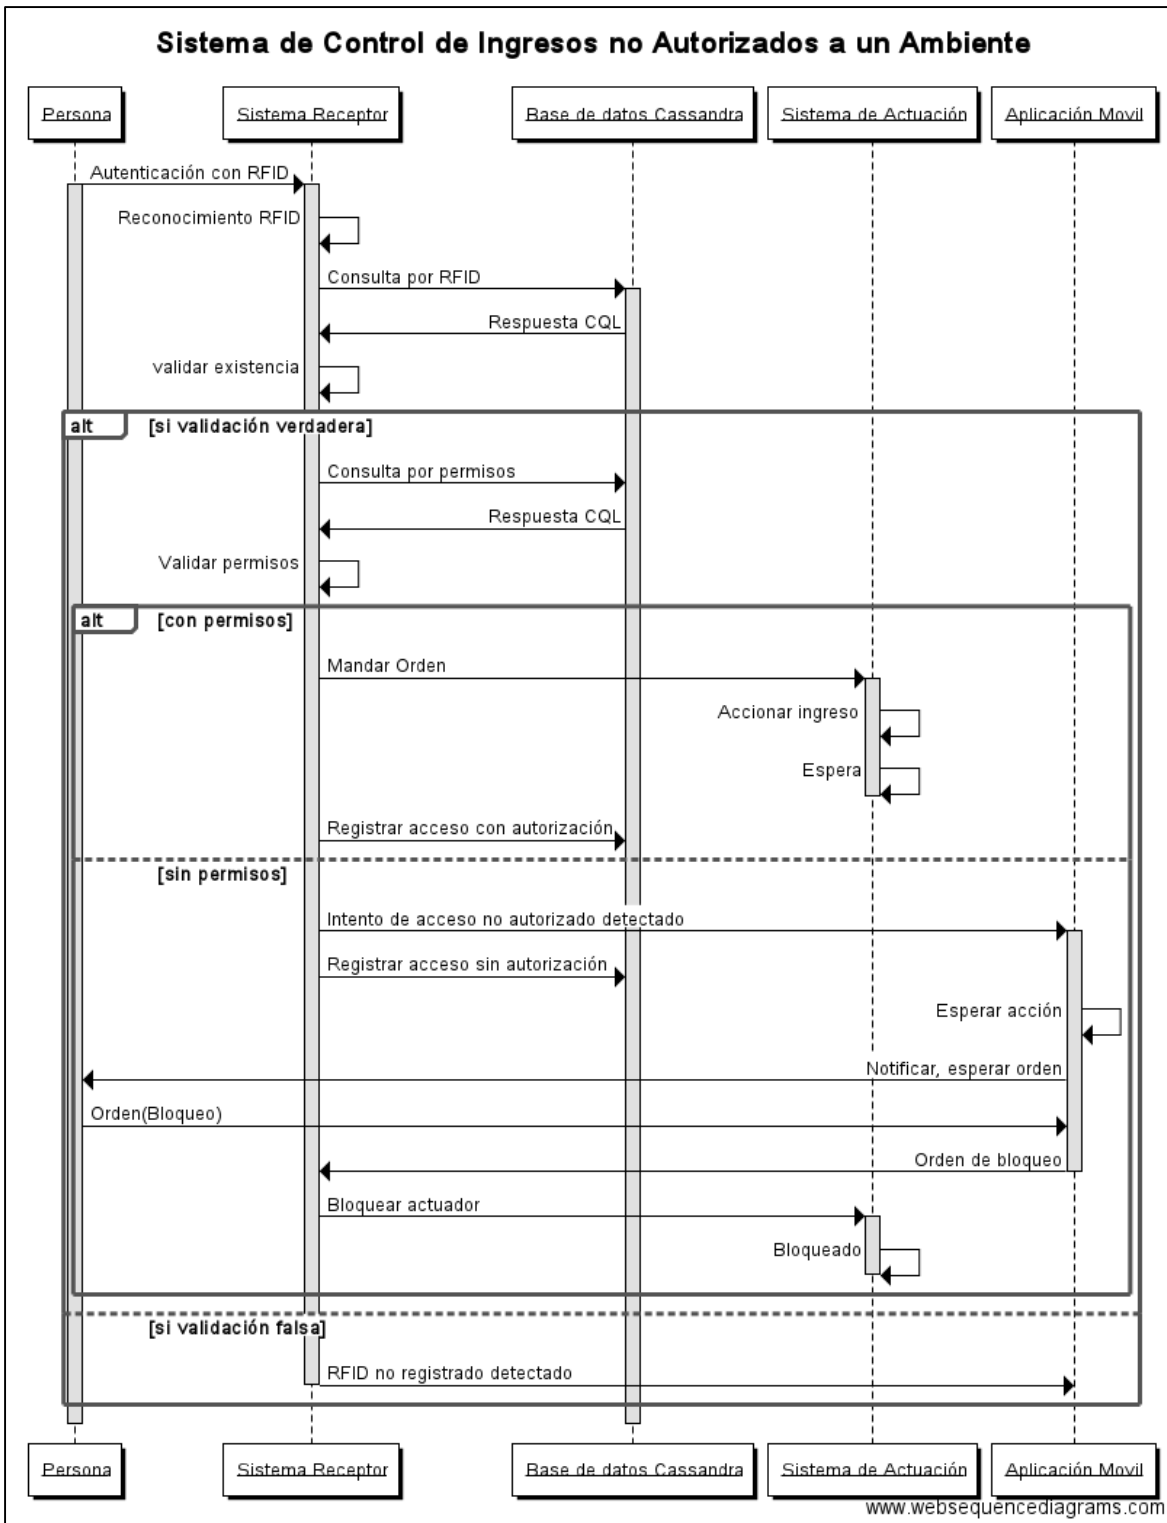 Sistema de Control de Ingresos no Autorizados a un Ambiente
Persona
Sistema Receptor
Base de datos Cassandra
Sistema de Actuación
Aplicación Movil
Autenticación con RFID
Reconocimiento RFID
Consulta por RFID
Respuesta CQL
validar existencia
alt
[si validación verdadera]
Consulta por permisos
Respuesta CQL
Validar permisos
alt
[con permisos]
Mandar Orden
Accionar ingreso
Espera
Registrar acceso con autorización
[sin permisos]
Intento de acceso no autorizado detectado
Registrar acceso sin autorización
Esperar acción
Notificar, esperar orden
Orden(Bloqueo)
Orden de bloqueo
Bloquear actuador
Bloqueado
[si validación falsa]
RFID no registrado detectado
Persona
Sistema Receptor
Base de datos Cassandra
Sistema de Actuación
Aplicación Movil
www.websequencediagrams.com